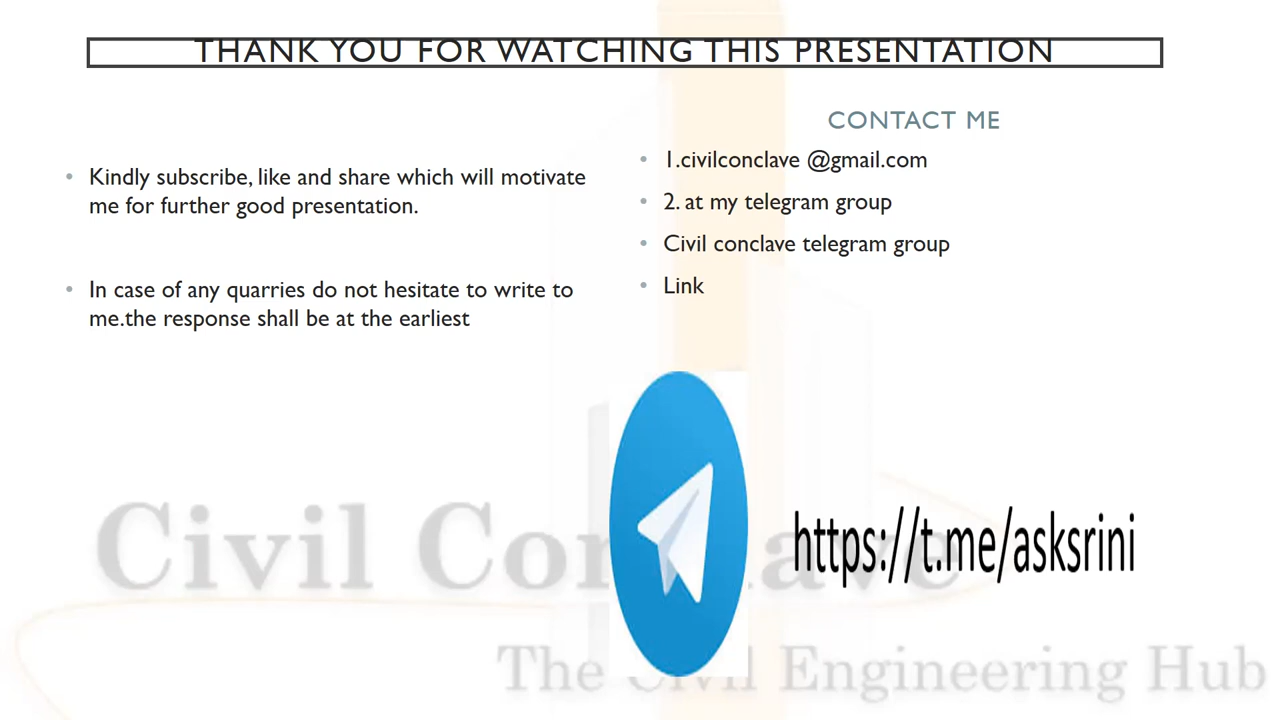 THANK YOU FOR WATCHING THIS PRESENTATION
• Kindly subscribe, like and share which will motivate
me for further good presentation.
• In case of any quarries do not hesitate to write to
me.the response shall be at the earliest
CONTACT ME
• 1.civilconclave @gmail.com
• 2. at my telegram group
• Civil conclave telegram group
• Link
https://t.me/asksrini
Civil Conclave
The Civil Engineering Hub